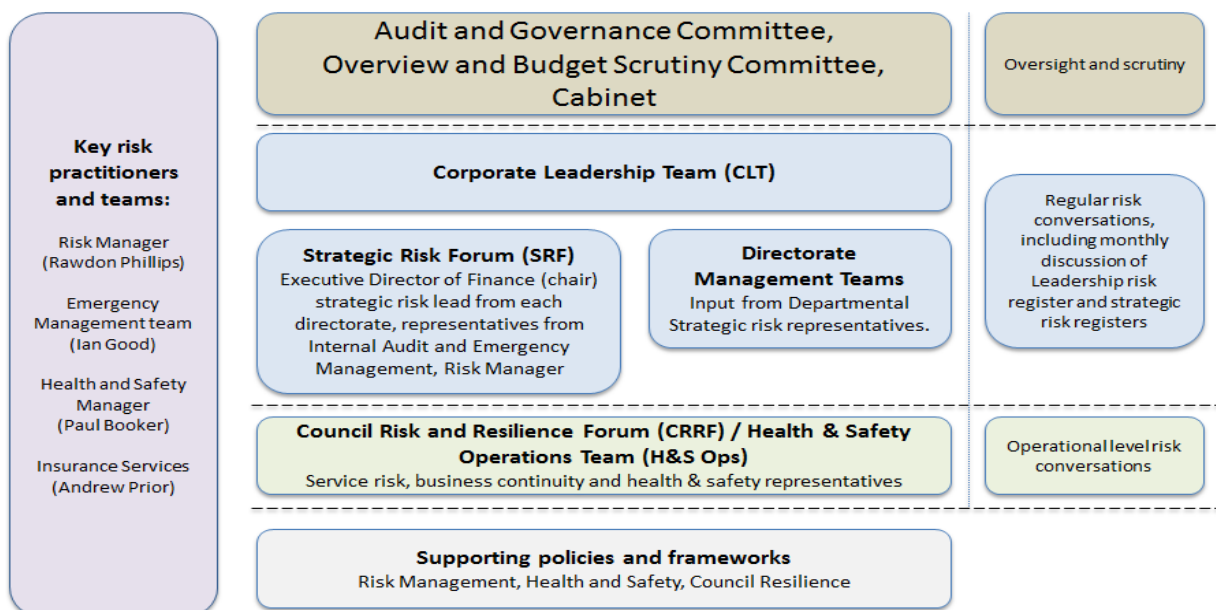 Key risk
practitioners
and teams:
Risk Manager
(Rawdon Phillips)
Emergency
Management team
(Ian Good)
Health and Safety
Manager
(Paul Booker)
Insurance Services
(Andrew Prior)
Audit and Governance Committee,
Overview and Budget Scrutiny Committee,
Cabinet
Oversight and scrutiny
Corporate Leadership Team (CLT)
Strategic Risk Forum (SRF)
Executive Director of Finance (chair)
strategic risk lead from each
directorate, representatives from
Internal Audit and Emergency
Management, Risk Manager
Directorate
Management Teams
Input from Departmental
Strategic risk representatives.
Regular risk
conversations,
including monthly
discussion of
Leadership risk
register and strategic
risk registers
Council Risk and Resilience Forum (CRRF) / Health & Safety
Operations Team (H&S Ops)
Service risk, business continuity and health & safety representatives
Operational level risk
conversations
Supporting policies and frameworks
Risk Management, Health and Safety, Council Resilience